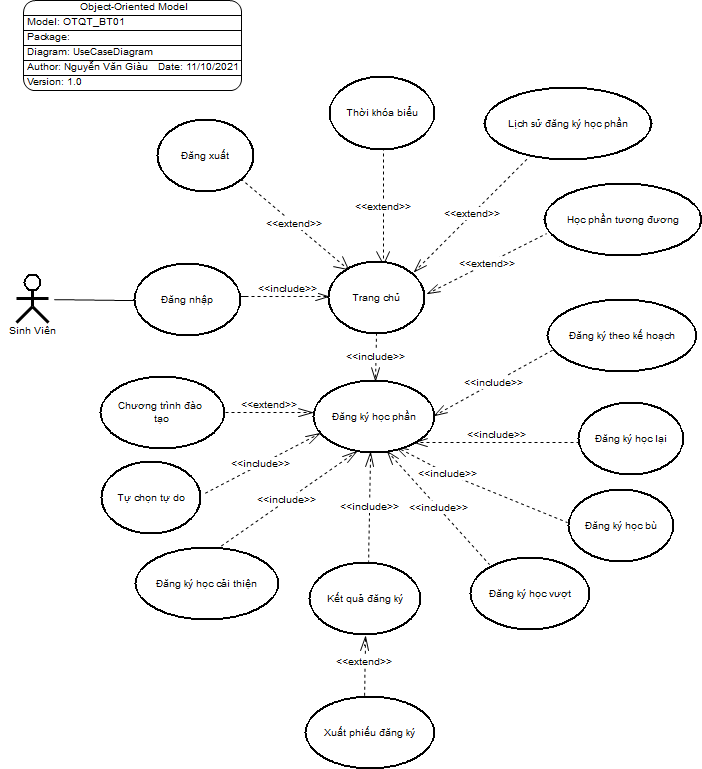 Object-Oriented Model
Model: OTQT_BT01
Package:
Diagram: UseCaseDiagram
Author: Nguyễn Văn Giàu Date: 11/10/2021
Version: 1.0
Thời khóa biểu
Lịch sử đăng ký học phần
Đăng xuất
<<extend>>
<<extend>>
<<extend>>
Học phần tương đương
<<extend>>
Sinh Viên
Đăng nhập
<<include>>
Trang chủ
<<include>>
Đăng ký theo kế hoạch
<<include>>
Chương trình đào
tạo
<<extend>>
Đăng ký học phần
<<include>>
Đăng ký học lại
<<include>>
<<include>>
Tự chọn tự do
<<include>>
<<include>>
<<include>>
Đăng ký học bù
Đăng ký học cải thiện
Kết quả đăng ký
Đăng ký học vượt
<<extend>>
Xuất phiếu đăng ký